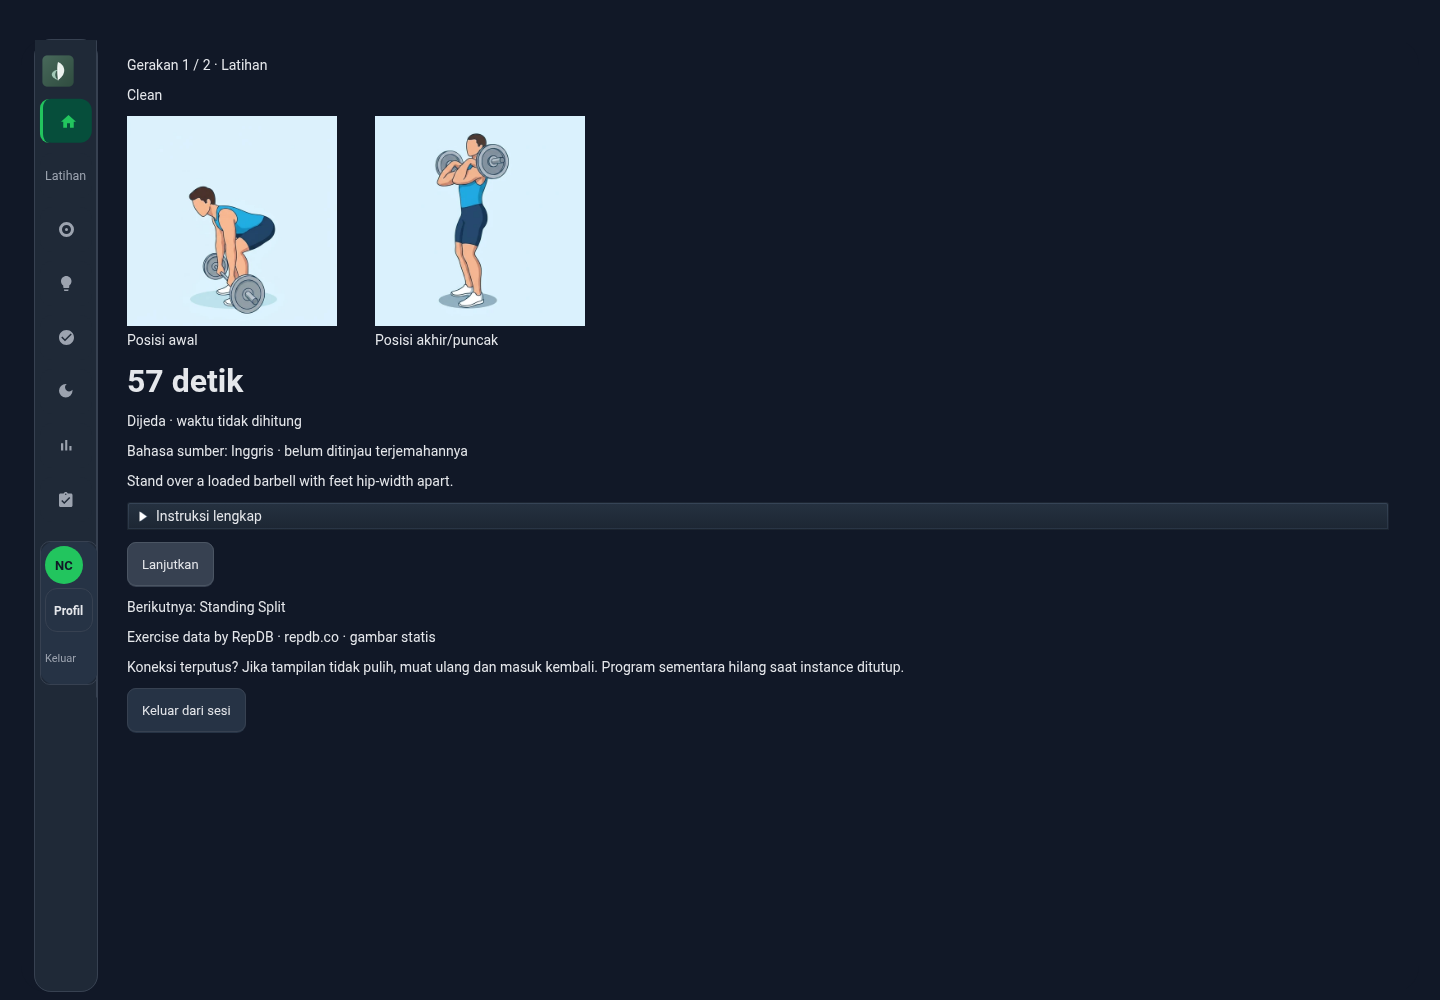 Gerakan 1 / 2 · Latihan
Clean
Posisi awal
Posisi akhir/puncak
57 detik
Dijeda · waktu tidak dihitung
Bahasa sumber: Inggris · belum ditinjau terjemahannya
Stand over a loaded barbell with feet hip-width apart.
Instruksi lengkap
Lanjutkan
Berikutnya: Standing Split
Exercise data by RepDB · repdb.co · gambar statis
Koneksi terputus? Jika tampilan tidak pulih, muat ulang dan masuk kembali. Program sementara hilang saat instance ditutup.
Keluar dari sesi
Latihan
NC
Profil
Keluar